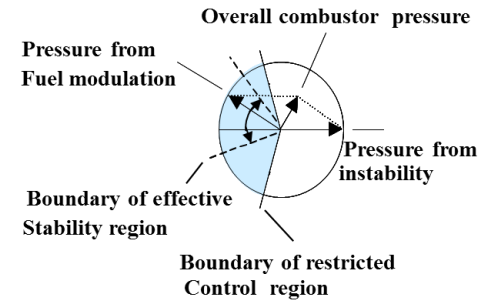 Overall combustor pressure
Pressure from
Fuel modulation
Pressure from
instability
Boundary of effective
Stability region
Boundary of restricted
Control region